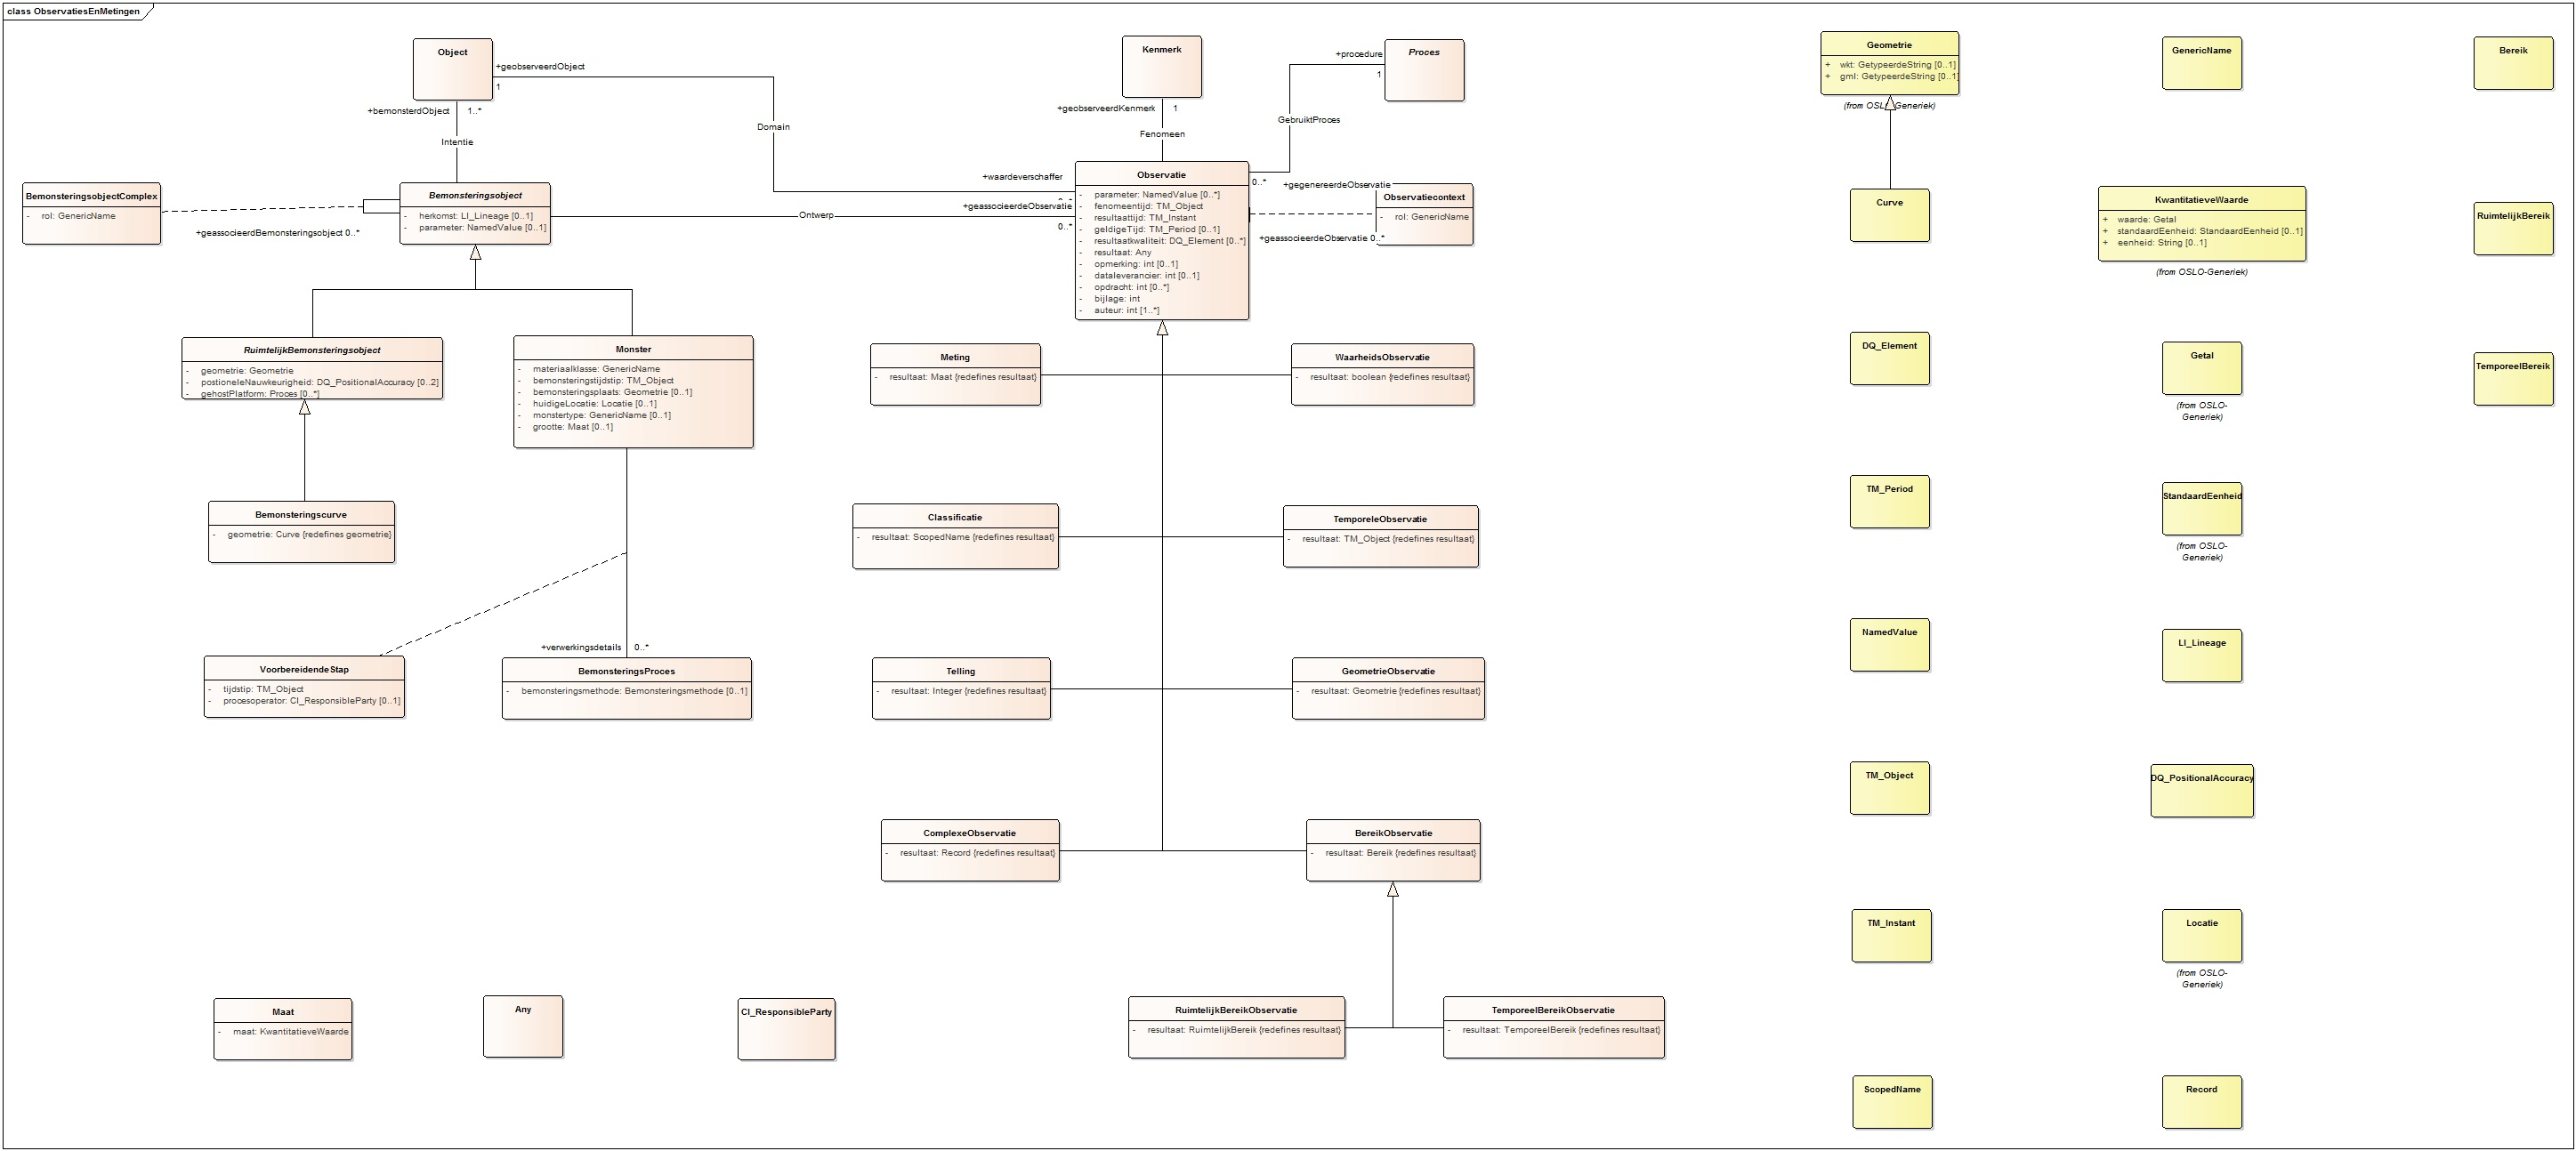 class ObservatiesEnMetingen
Object
+geobserveerdObject
1
+bemonsterdObject 1..*
Intentie
Domain
Kenmerk
+geobserveerdKenmerk 1
Fenomeen
Proces
+procedure
1
GebruiktProces
BemonsteringsobjectComplex
- rol: GenericName
+geassocieerdBemonsteringsobject 0..*
Bemonsteringsobject
- herkomst: LI_Lineage [0..1]
- parameter: NamedValue [0..1]
Ontwerp
+waardeverschaffer
+geassocieerdeObservatie
0..*
Observatie
- parameter: NamedValue [0..*]
- fenomeentijd: TM_Object
- resultaattijd: TM_Instant
- geldigeTijd: TM_Period [0..1]
- resultaatkwaliteit: DQ_Element [0..*]
- resultaat: Any
- opmerking: int [0..1]
- dataleverancier: int [0..1]
- opdracht: int [0..*]
- bijlage: int
- auteur: int [1..*]
0..*
+gegenereerdeObservatie
Observatiecontext
- rol: GenericName
+geassocieerdeObservatie 0..*
RuimtelijkBemonsteringsobject
- geometrie: Geometrie
- postioneleNauwkeurigheid: DQ_PositionalAccuracy [0..2]
- gehostPlatform: Proces [0..*]
Monster
- materiaalklasse: GenericName
- bemonsteringstijdstip: TM_Object
- bemonsteringsplaats: Geometrie [0..1]
- huidigeLocatie: Locatie [0..1]
- monstertype: GenericName [0..1]
- grootte: Maat [0..1]
Bemonsteringscurve
- geometrie: Curve {redefines geometrie}
VoorbereidendeStap
- tijdstip: TM_Object
- procesoperator: CI_ResponsibleParty [0..1]
+verwerkingsdetails 0..*
BemonsteringsProces
- bemonsteringsmethode: Bemonsteringsmethode [0..1]
Meting
- resultaat: Maat {redefines resultaat}
WaarheidsObservatie
- resultaat: boolean {redefines resultaat}
Classificatie
- resultaat: ScopedName {redefines resultaat}
TemporeleObservatie
- resultaat: TM_Object {redefines resultaat}
Telling
- resultaat: Integer {redefines resultaat}
GeometrieObservatie
- resultaat: Geometrie {redefines resultaat}
ComplexeObservatie
- resultaat: Record {redefines resultaat}
BereikObservatie
- resultaat: Bereik {redefines resultaat}
RuimtelijkBereikObservatie
- resultaat: RuimtelijkBereik {redefines resultaat}
TemporeelBereikObservatie
- resultaat: TemporeelBereik {redefines resultaat}
Maat
- maat: KwantitatieveWaarde
Any
CI_ResponsibleParty
Geometrie
+ wkt: GetypeerdeString [0..1]
+ gml: GetypeerdeString [0..1]
(from OSLO-Generiek)
Curve
DQ_Element
TM_Period
NamedValue
TM_Object
TM_Instant
ScopedName
GenericName
KwantitatieveWaarde
+ waarde: Getal
+ standaardEenheid: StandaardEenheid [0..1]
+ eenheid: String [0..1]
(from OSLO-Generiek)
Getal
(from OSLO-
Generiek)
StandaardEenheid
(from OSLO-
Generiek)
LI_Lineage
DQ_PositionalAccuracy
Locatie
(from OSLO-
Generiek)
Record
Bereik
RuimtelijkBereik
TemporeelBereik